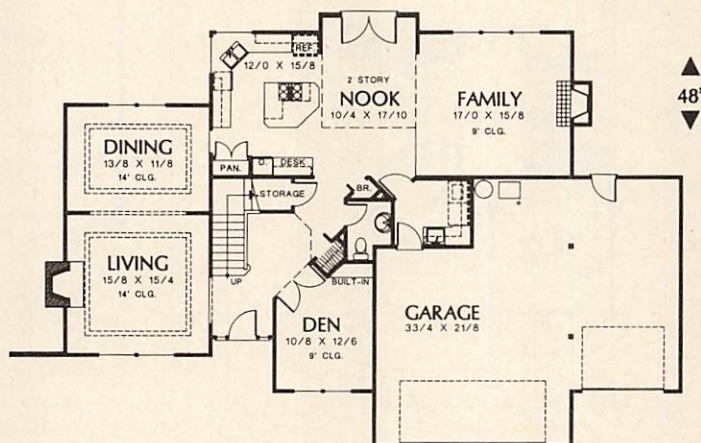 REF.
12/0 X 15/8
2 STORY
NOOK
10/4 X 17/10
FAMILY
17/0 X 15/8
9' CLG.
48'
DINING
13/8 X 11/8
14' CLG.
PAN.
O.
DESK
STORAGE
BR.
LIVING
15/8 X 15/4
14' CLG.
UP
BUILT-IN
DEN
10/8 X 12/6
9' CLG.
GARAGE
33/4 X 21/8